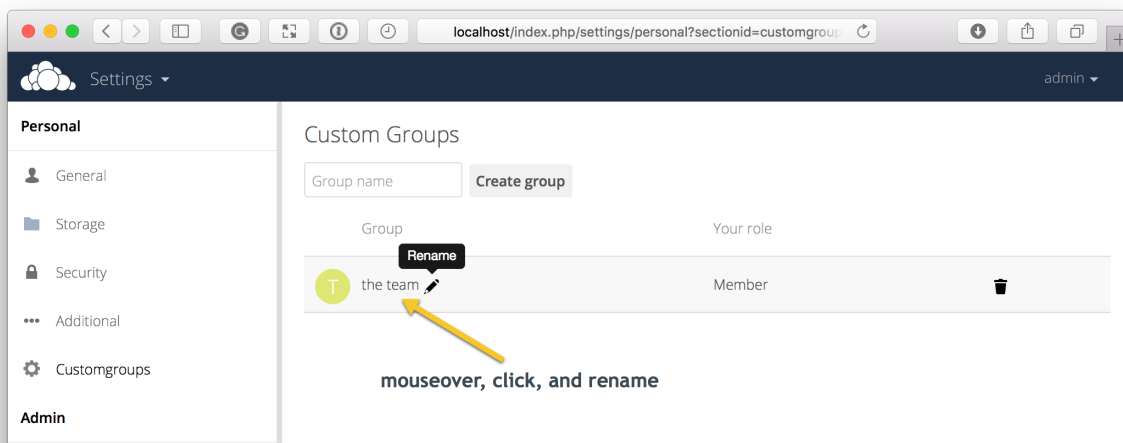 localhost/index.php/settings/personal?sectionid=customgroup
Settings
admin
Personal
General
Storage
Security
Additional
Customgroups
Admin
Custom Groups
Group name
Create group
Group
Your role
Rename
T
the team
Member
mouseover, click, and rename